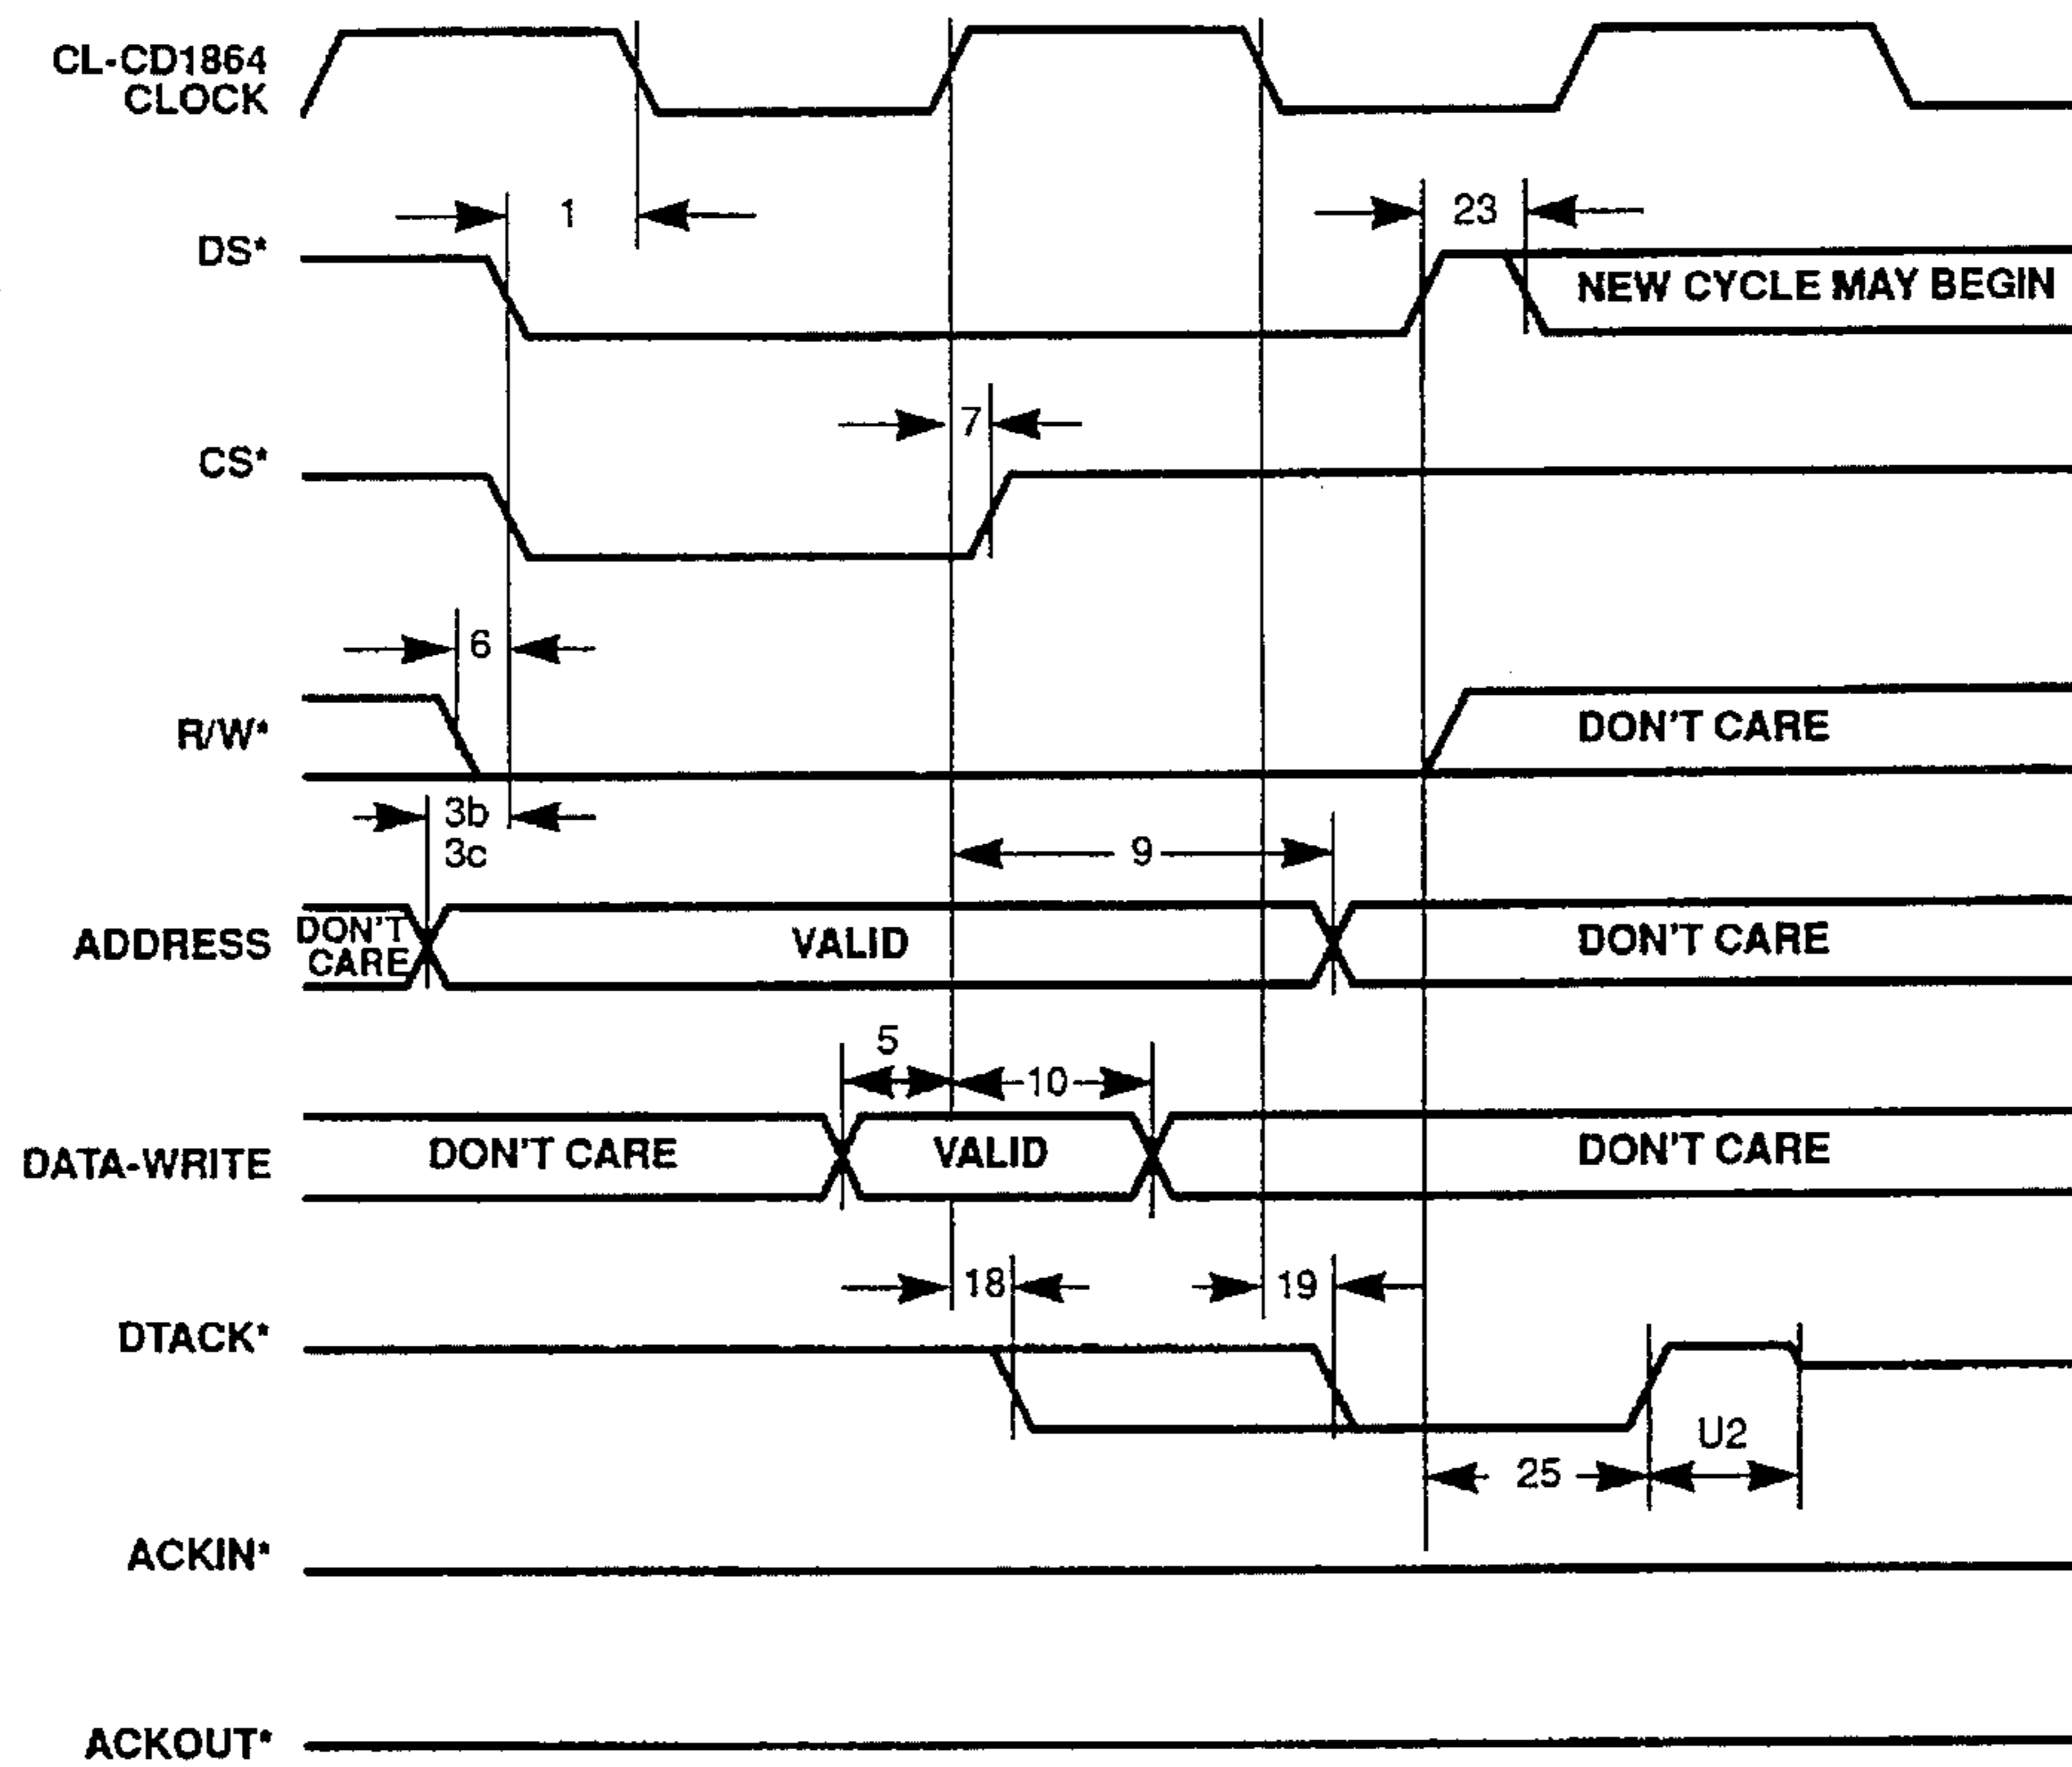 CL-CD1864
CLOCK
1
23
DS*
NEW CYCLE MAY BEGIN
7
CS*
6
R/W*
DON'T CARE
3b
3c
9
ADDRESS
DON'T
CARE
VALID
DON'T CARE
5
10
DATA-WRITE
DON'T CARE
VALID
DON'T CARE
18
19
DTACK*
U2
25
ACKIN*
ACKOUT*